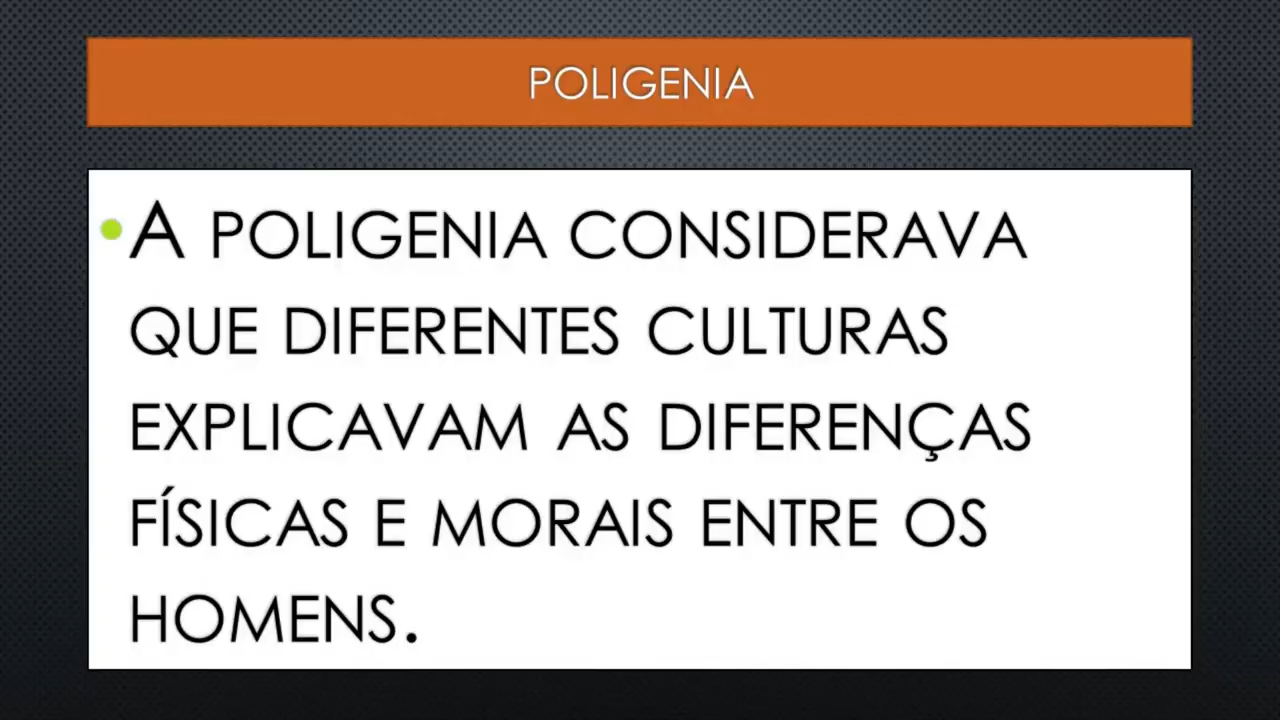 POLIGENIA
• A POLIGENIA CONSIDERAVA
QUE DIFERENTES CULTURAS
EXPLICAVAM AS DIFERENÇAS
FÍSICAS E MORAIS ENTRE OS
HOMENS.